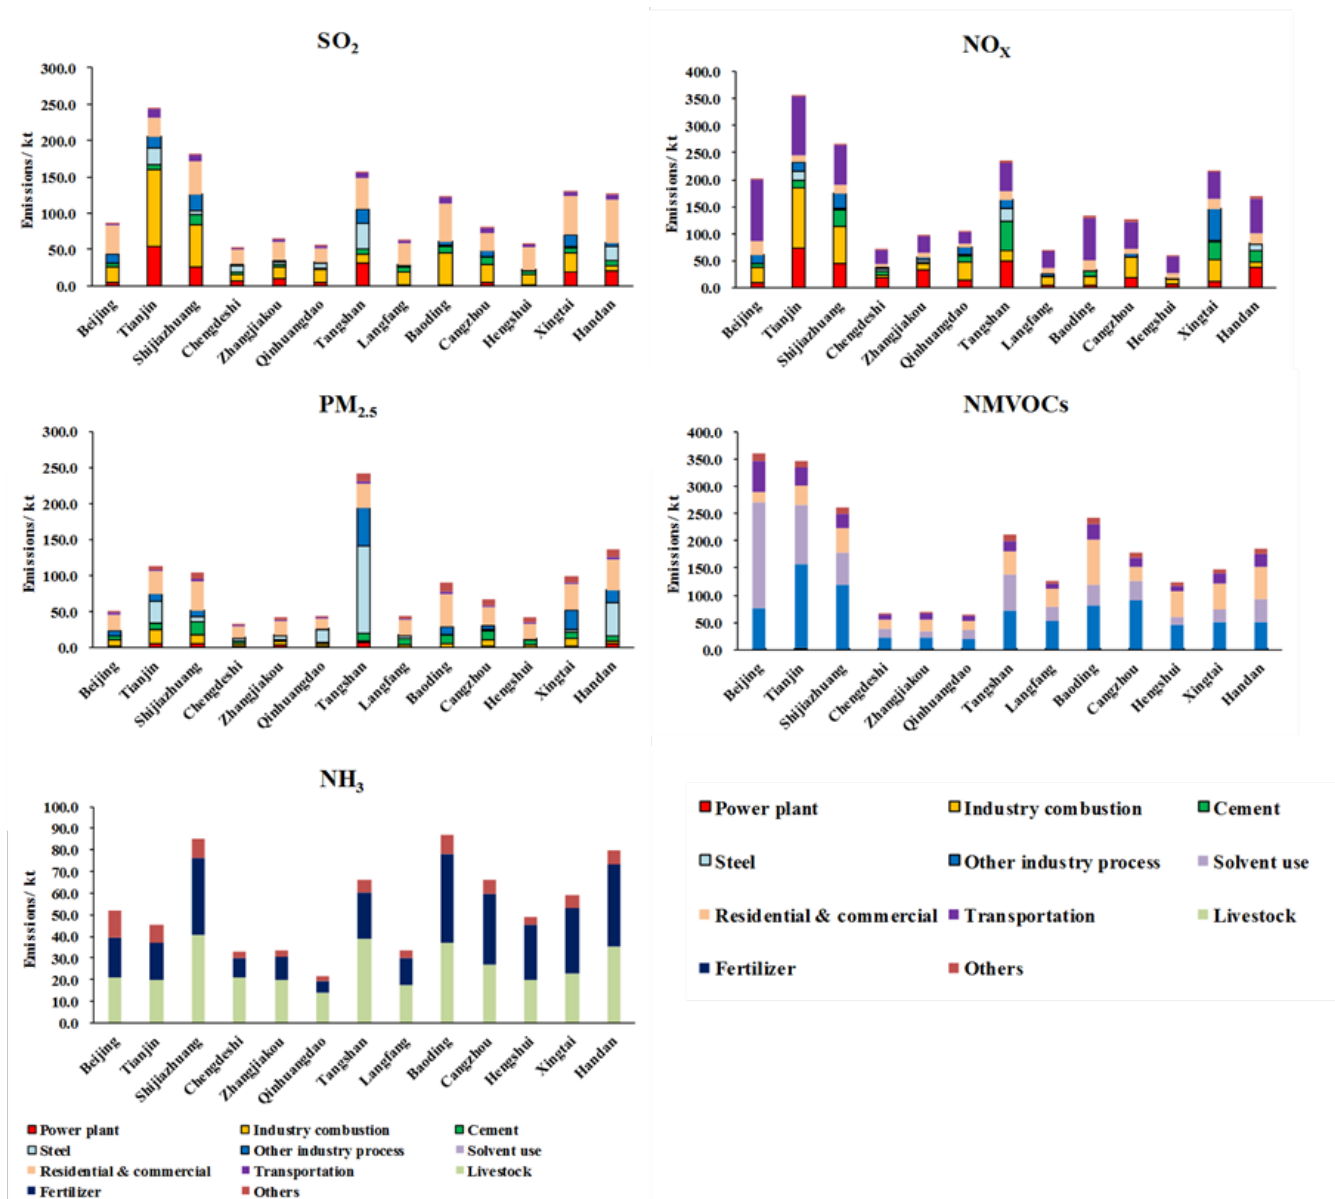 SO2
300.0
250.0
200.0
150.0
100.0
50.0
0.0
Emissions/ kt
Beijing
Tianjin
Shijiazhuang
Chengdeshi
Zhangjiakou
Qinhuangdao
Tangshan
Langfang
Baoding
Cangzhou
Hengshui
Xingtai
Handan
NOX
400.0
350.0
300.0
250.0
200.0
150.0
100.0
50.0
0.0
Emissions/ kt
Beijing
Tianjin
Shijiazhuang
Chengdeshi
Zhangjiakou
Qinhuangdao
Tangshan
Langfang
Baoding
Cangzhou
Hengshui
Xingtai
Handan
PM2.5
300.0
250.0
200.0
150.0
100.0
50.0
0.0
Emissions/ kt
Beijing
Tianjin
Shijiazhuang
Chengdeshi
Zhangjiakou
Qinhuangdao
Tangshan
Langfang
Baoding
Cangzhou
Hengshui
Xingtai
Handan
NMVOCs
400.0
350.0
300.0
250.0
200.0
150.0
100.0
50.0
0.0
Emissions/ kt
Beijing
Tianjin
Shijiazhuang
Chengdeshi
Zhangjiakou
Qinhuangdao
Tangshan
Langfang
Baoding
Cangzhou
Hengshui
Xingtai
Handan
NH3
100.0
90.0
80.0
70.0
60.0
50.0
40.0
30.0
20.0
10.0
0.0
Emissions/ kt
Beijing
Tianjin
Shijiazhuang
Chengdeshi
Zhangjiakou
Qinhuangdao
Tangshan
Langfang
Baoding
Cangzhou
Hengshui
Xingtai
Handan
Power plant Industry combustion Cement
Steel Other industry process Solvent use
Residential & commercial Transportation Livestock
Fertilizer Others
Power plant Industry combustion Cement
Steel Other industry process Solvent use
Residential & commercial Transportation Livestock
Fertilizer Others